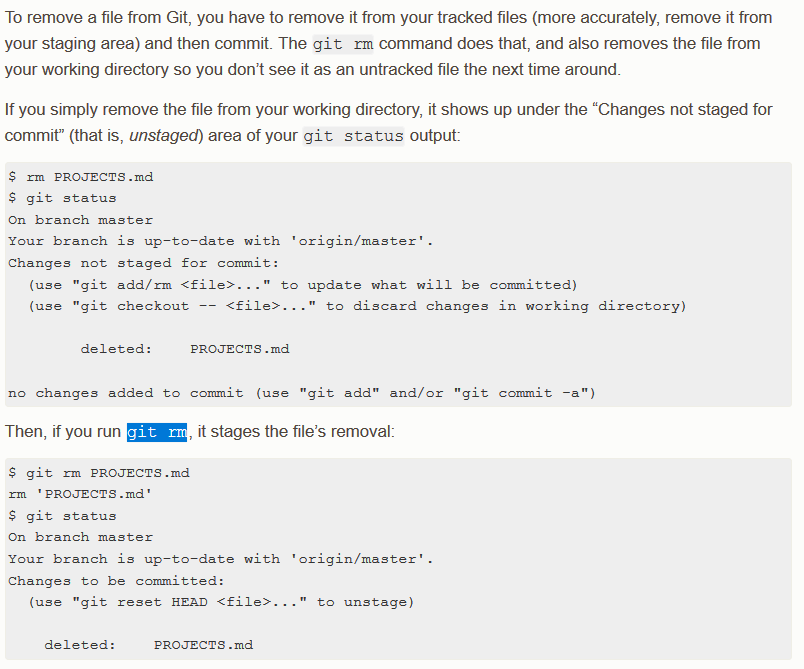 To remove a file from Git, you have to remove it from your tracked files (more accurately, remove it from
your staging area) and then commit. The git rm command does that, and also removes the file from
your working directory so you don’t see it as an untracked file the next time around.
If you simply remove the file from your working directory, it shows up under the “Changes not staged for
commit” (that is, unstaged) area of your git status output:
$ rm PROJECTS.md
$ git status
On branch master
Your branch is up-to-date with 'origin/master'.
Changes not staged for commit:
  (use "git add/rm <file>..." to update what will be committed)
  (use "git checkout -- <file>..." to discard changes in working directory)
        deleted:    PROJECTS.md
no changes added to commit (use "git add" and/or "git commit -a")
Then, if you run git rm, it stages the file’s removal:
$ git rm PROJECTS.md
rm 'PROJECTS.md'
$ git status
On branch master
Your branch is up-to-date with 'origin/master'.
Changes to be committed:
  (use "git reset HEAD <file>..." to unstage)
    deleted:    PROJECTS.md